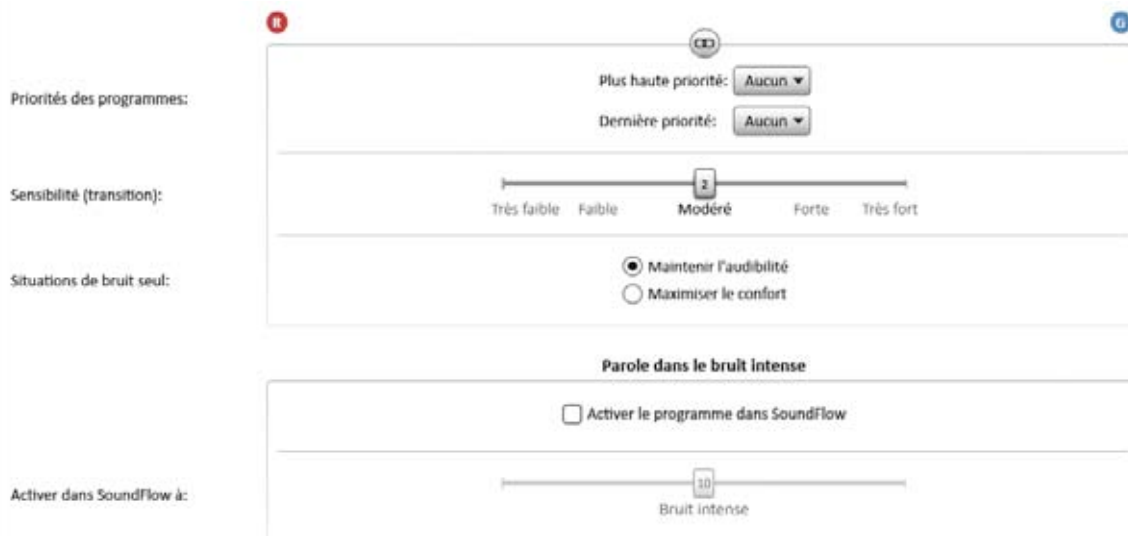 R G
Priorités des programmes:
Plus haute priorité: Aucun
Dernière priorité: Aucun
Sensibilité (transition):
2
Très faible Faible Modéré Forte Très fort
Situations de bruit seul:
Maintenir l'audibilité
Maximiser le confort
Parole dans le bruit intense
Activer le programme dans SoundFlow
Activer dans SoundFlow à:
10
Bruit intense